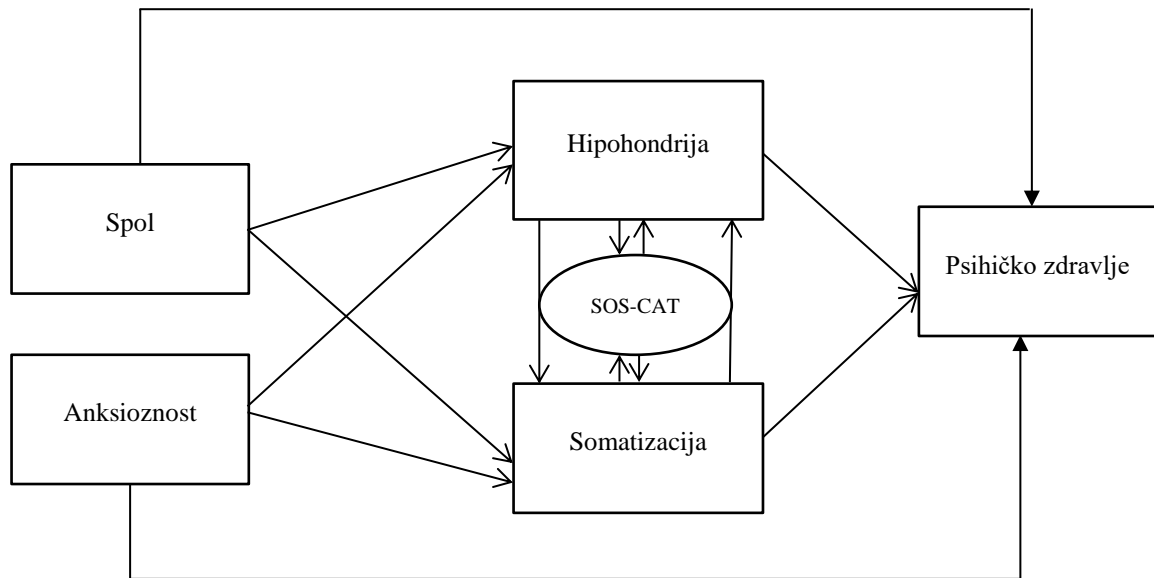 Hipohondrija
Spol
Psihičko zdravlje
SOS-CAT
Anksioznost
Somatizacija